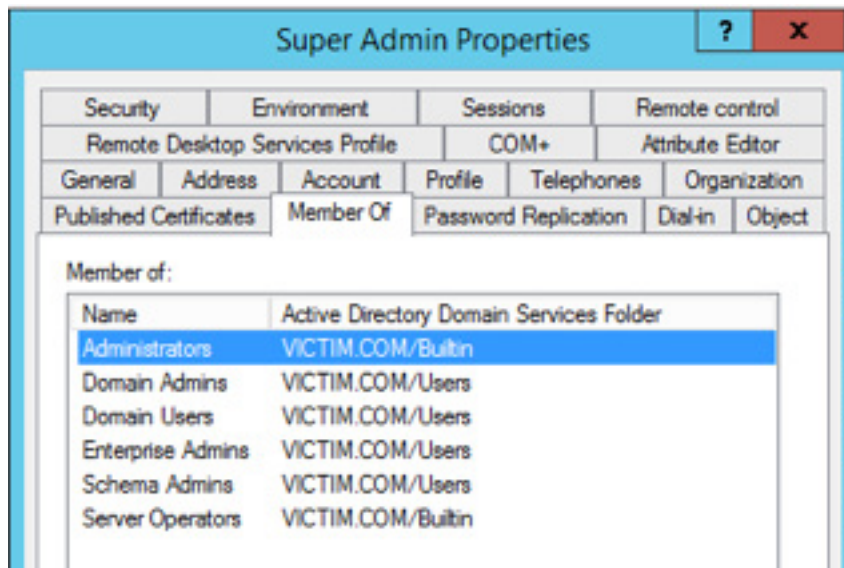 Super Admin Properties
? x
Security Environment Sessions Remote control
Remote Desktop Services Profile COM+ Attribute Editor
General Address Account Profile Telephones Organization
Published Certificates Member Of Password Replication Dial-in Object
Member of:
Name Active Directory Domain Services Folder
Administrators VICTIM.COM/Builtin
Domain Admins VICTIM.COM/Users
Domain Users VICTIM.COM/Users
Enterprise Admins VICTIM.COM/Users
Schema Admins VICTIM.COM/Users
Server Operators VICTIM.COM/Builtin